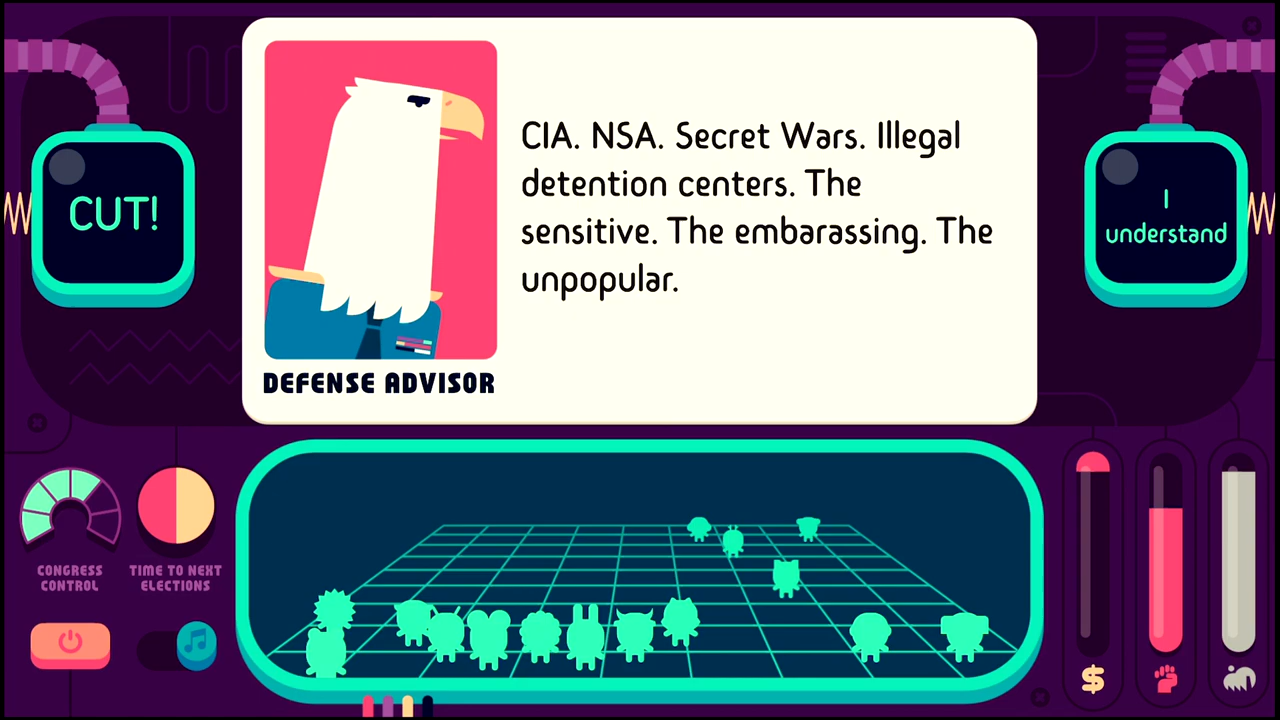 CUT!
CIA. NSA. Secret Wars. Illegal
detention centers. The
sensitive. The embarassing. The
unpopular.
DEFENSE ADVISOR
I
understand
CONGRESS
CONTROL
TIME TO NEXT
ELECTIONS
$